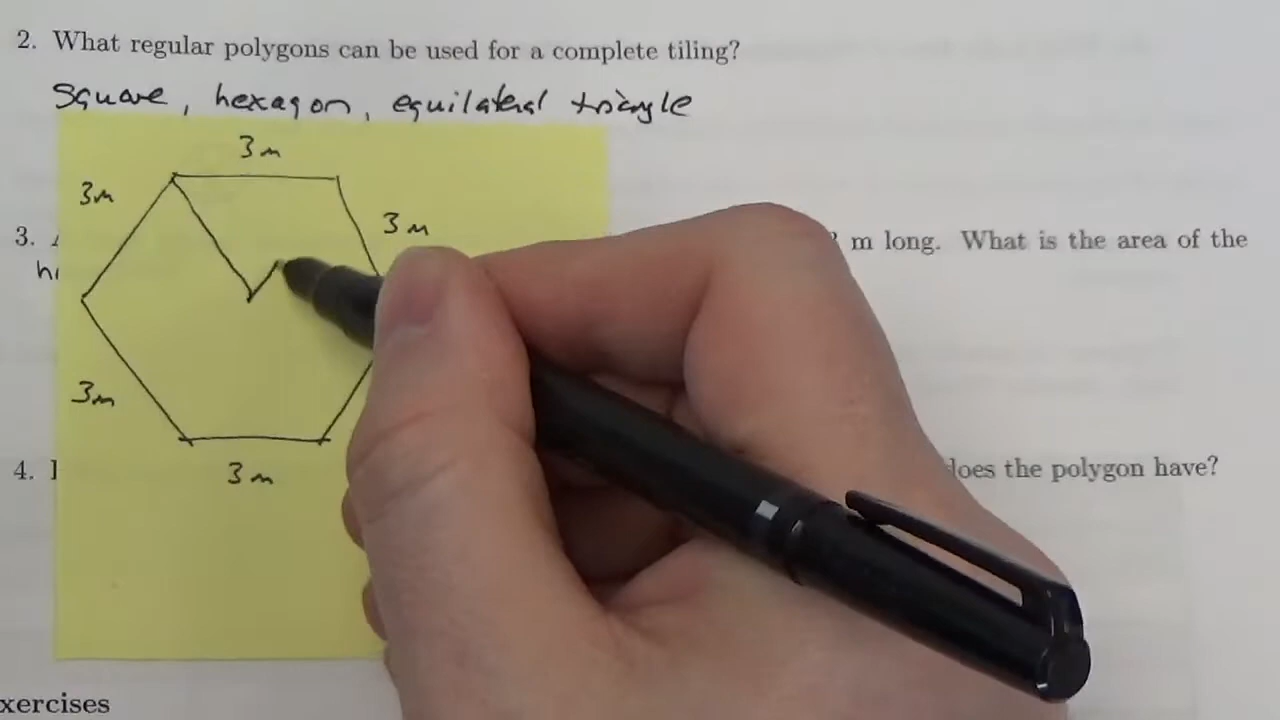 2. What regular polygons can be used for a complete tiling?
Square, hexagon, equilateral triangle
3 m
3m
3 m
3. m long. What is the area of the
3m
4. does the polygon have?
3 m
xercises